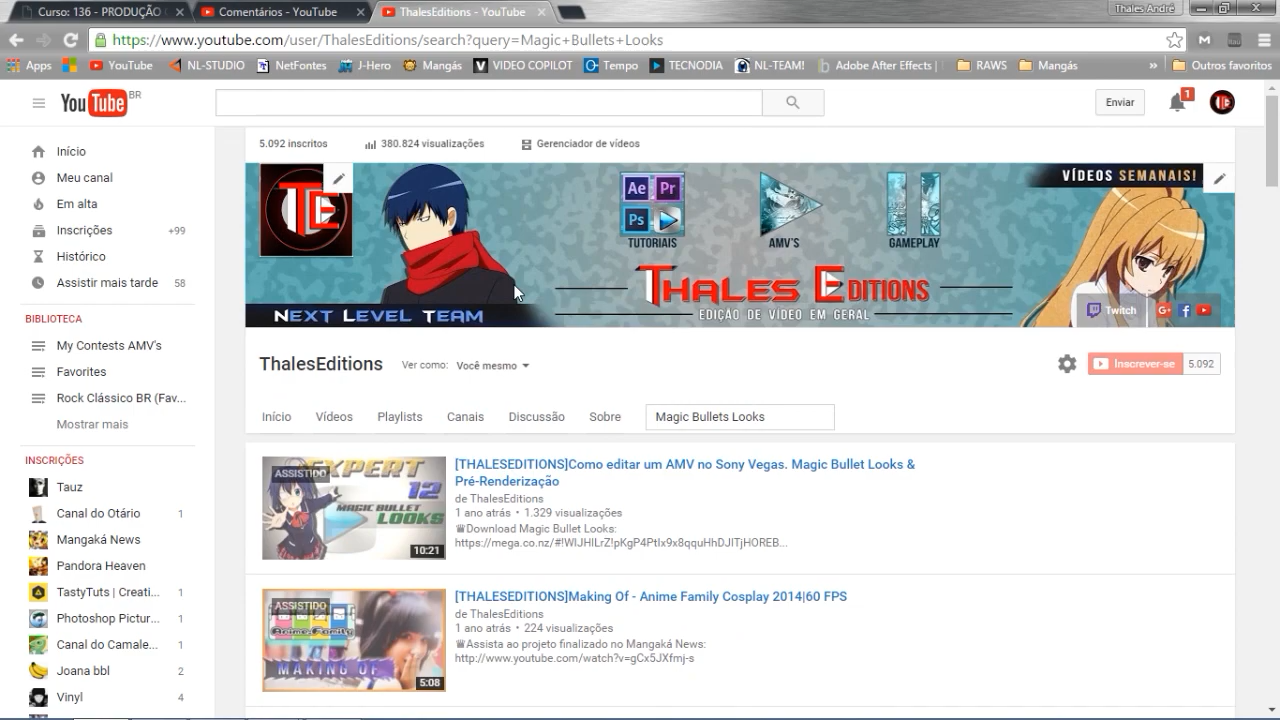 Curso: 136 - PRODUÇÃO
Comentários - YouTube
ThalesEditions - YouTube
Thales André
https://www.youtube.com/user/ThalesEditions/search?query=Magic+Bullets+Looks
Apps YouTube NL-STUDIO NetFontes J-Hero Mangás VIDEO COPILOT Tempo TECNODIA NL-TEAM! Adobe After Effects | RAWS Mangás » Outros favoritos
YouTube BR
Enviar
1
5.092 inscritos 380.824 visualizações Gerenciador de vídeos
Início
Meu canal
Em alta
Inscrições +99
Histórico
Assistir mais tarde 58
BIBLIOTECA
My Contests AMV's
Favorites
Rock Clássico BR (Fav...
Mostrar mais
INSCRIÇÕES
Tauz
Canal do Otário 1
Mangaká News
Pandora Heaven
TastyTuts | Creati... 1
Photoshop Pictur... 1
Canal do Camale... 1
Joana bbl 2
Vinyl 4
TE
NEXT LEVEL TEAM
Ae Pr
Ps
TUTORIAIS
AMV'S
GAMEPLAY
THALES EDITIONS
EDIÇÃO DE VÍDEO EM GERAL
VÍDEOS SEMANAIS!
Twitch
ThalesEditions
Ver como: Você mesmo
Inscrever-se 5.092
Início Vídeos Playlists Canais Discussão Sobre Magic Bullets Looks
ASSISTIDO
EXPERT
12
MAGIC BULLET
LOOKS
10:21
[THALESEDITIONS]Como editar um AMV no Sony Vegas. Magic Bullet Looks &
Pré-Renderização
de ThalesEditions
1 ano atrás • 1.329 visualizações
♛Download Magic Bullet Looks:
ASSISTIDO
Anime Family
MAKING OF
5:08
[THALESEDITIONS]Making Of - Anime Family Cosplay 2014|60 FPS
de ThalesEditions
1 ano atrás • 224 visualizações
♛Assista ao projeto finalizado no Mangaká News:
http://www.youtube.com/watch?v=gCx5JXfmj-s